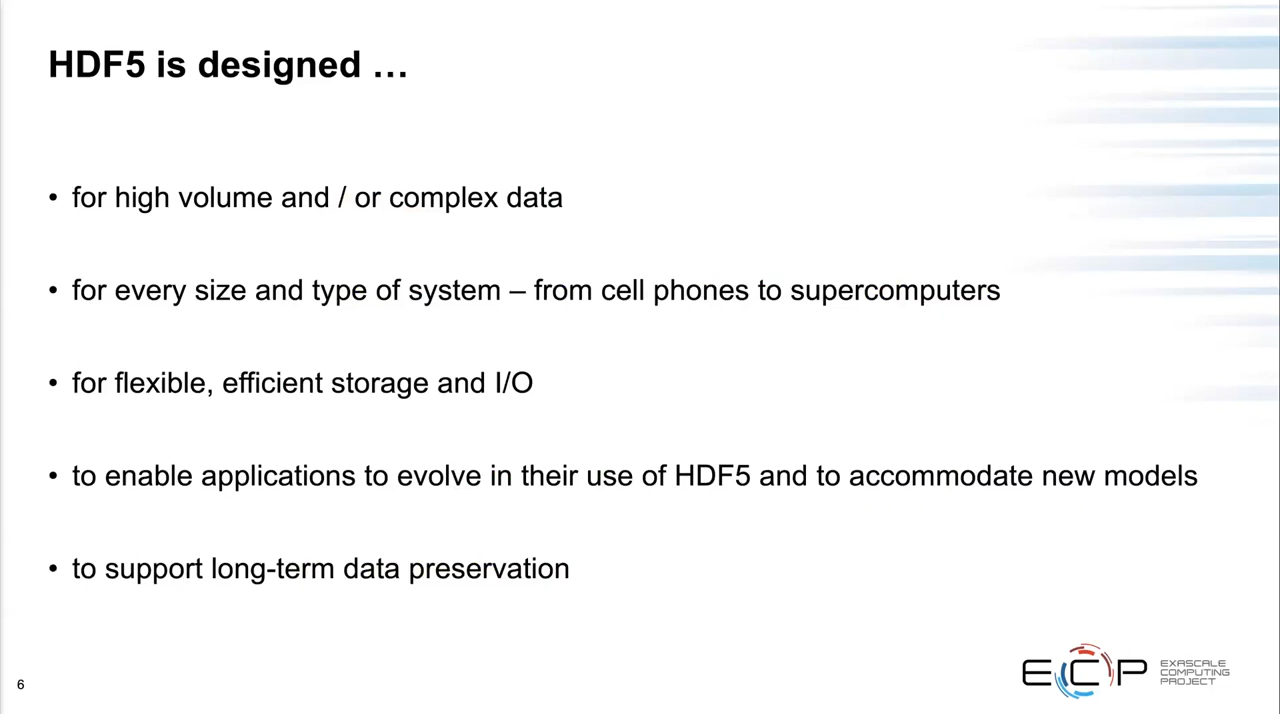 HDF5 is designed …
• for high volume and / or complex data
• for every size and type of system – from cell phones to supercomputers
• for flexible, efficient storage and I/O
• to enable applications to evolve in their use of HDF5 and to accommodate new models
• to support long-term data preservation
6
ECP
EXASCALE
COMPUTING
PROJECT